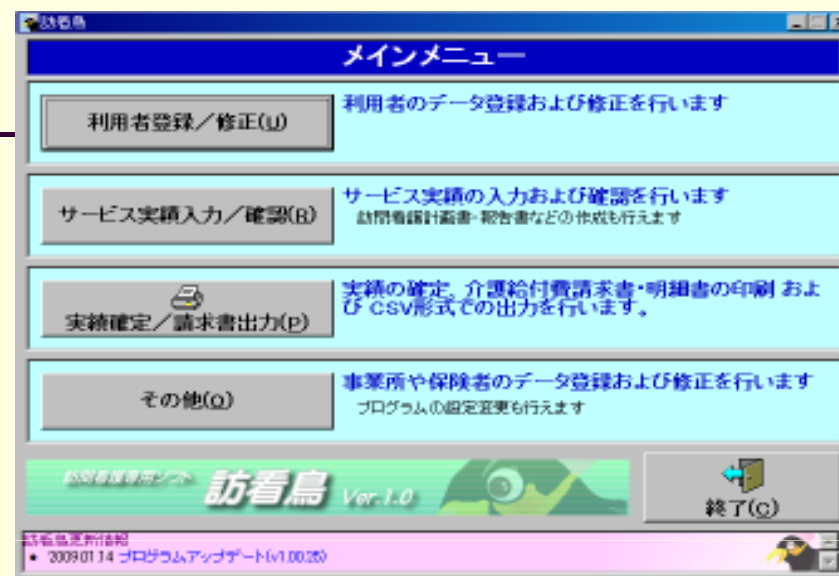 訪看鳥
メインメニュー
利用者登録／修正(U)
利用者のデータ登録および修正を行います
サービス実績入力／確認(R)
サービス実績の入力および確認を行います
訪問看護計画書・報告書などの作成も行えます
実績確定／請求書出力(P)
実績の確定、介護給付費請求書・明細書の印刷 およ
び CSV形式での出力を行います。
その他(O)
事業所や保険者のデータ登録および修正を行います
プログラムの設定変更も行えます
訪問看護専用ソフト 訪看鳥 Ver.1.0
終了(C)
訪看鳥更新情報
• 20090114 プログラムアップデート(v1.00.25)